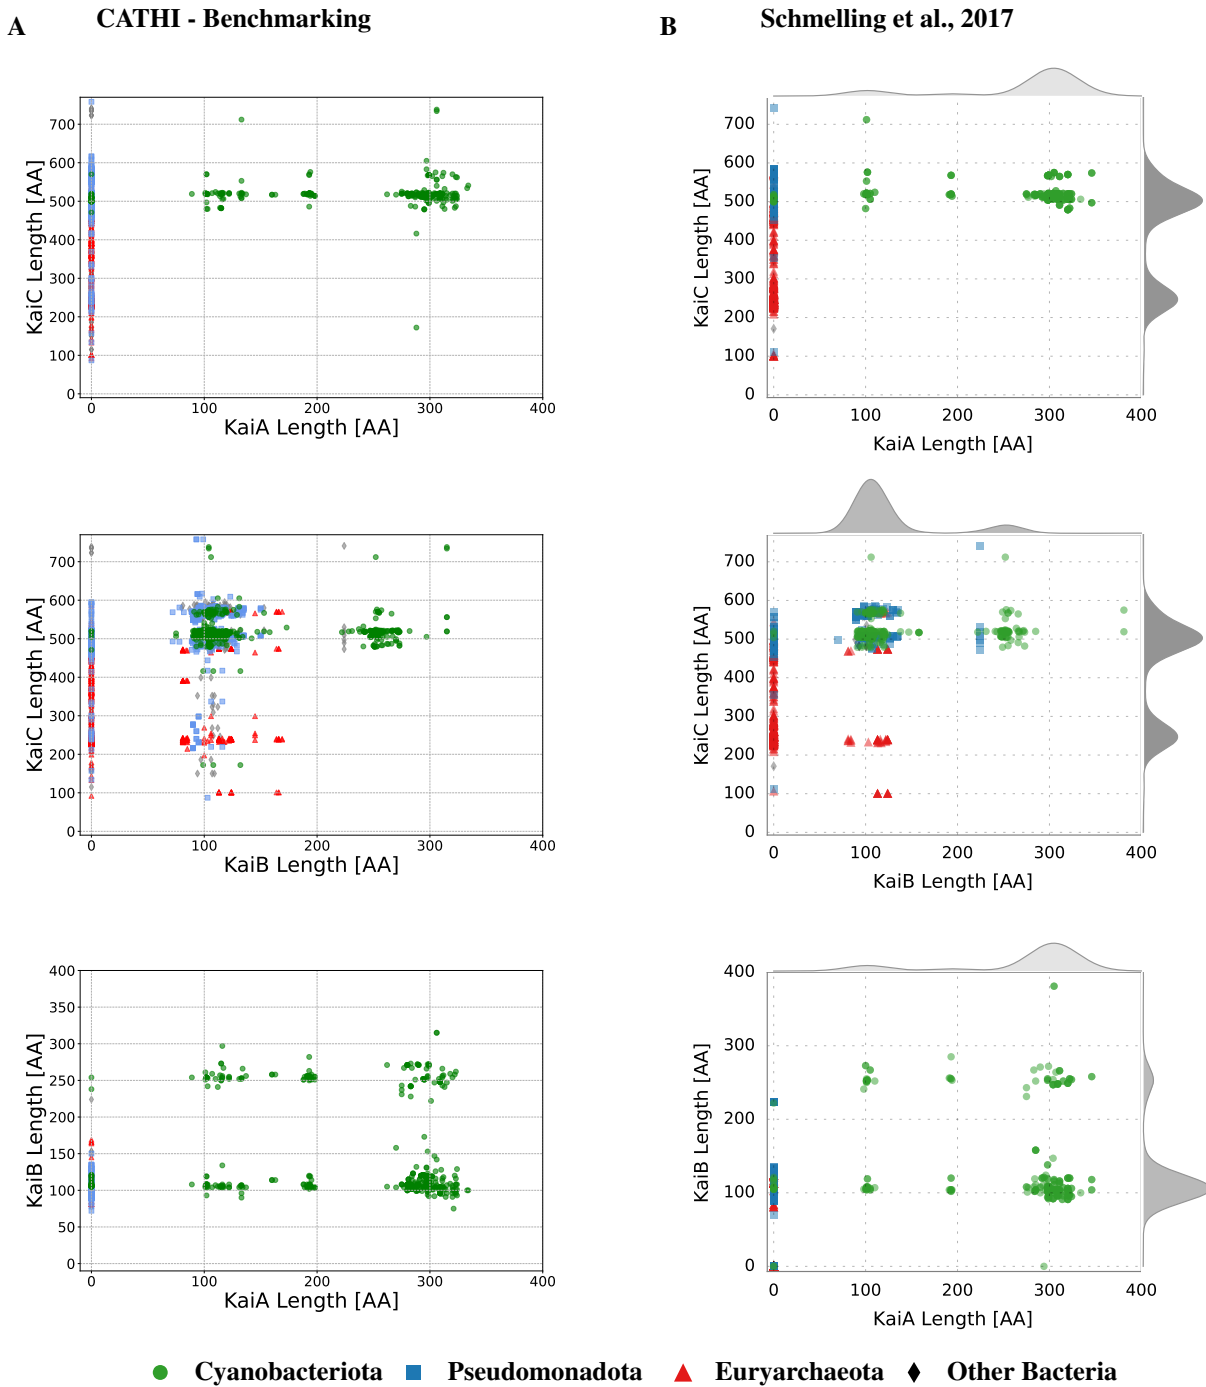 A
CATHI - Benchmarking
B
Schmelling et al., 2017
KaiC Length [AA]
700
600
500
400
300
200
100
0
0 100 200 300 400
KaiA Length [AA]
KaiC Length [AA]
700
600
500
400
300
200
100
0
0 100 200 300 400
KaiA Length [AA]
KaiC Length [AA]
700
600
500
400
300
200
100
0
0 100 200 300 400
KaiB Length [AA]
KaiC Length [AA]
700
600
500
400
300
200
100
0
0 100 200 300 400
KaiB Length [AA]
KaiB Length [AA]
400
350
300
250
200
150
100
50
0
0 100 200 300 400
KaiA Length [AA]
KaiB Length [AA]
400
300
200
100
0
0 100 200 300 400
KaiA Length [AA]
Cyanobacteriota Pseudomonadota Euryarchaeota Other Bacteria